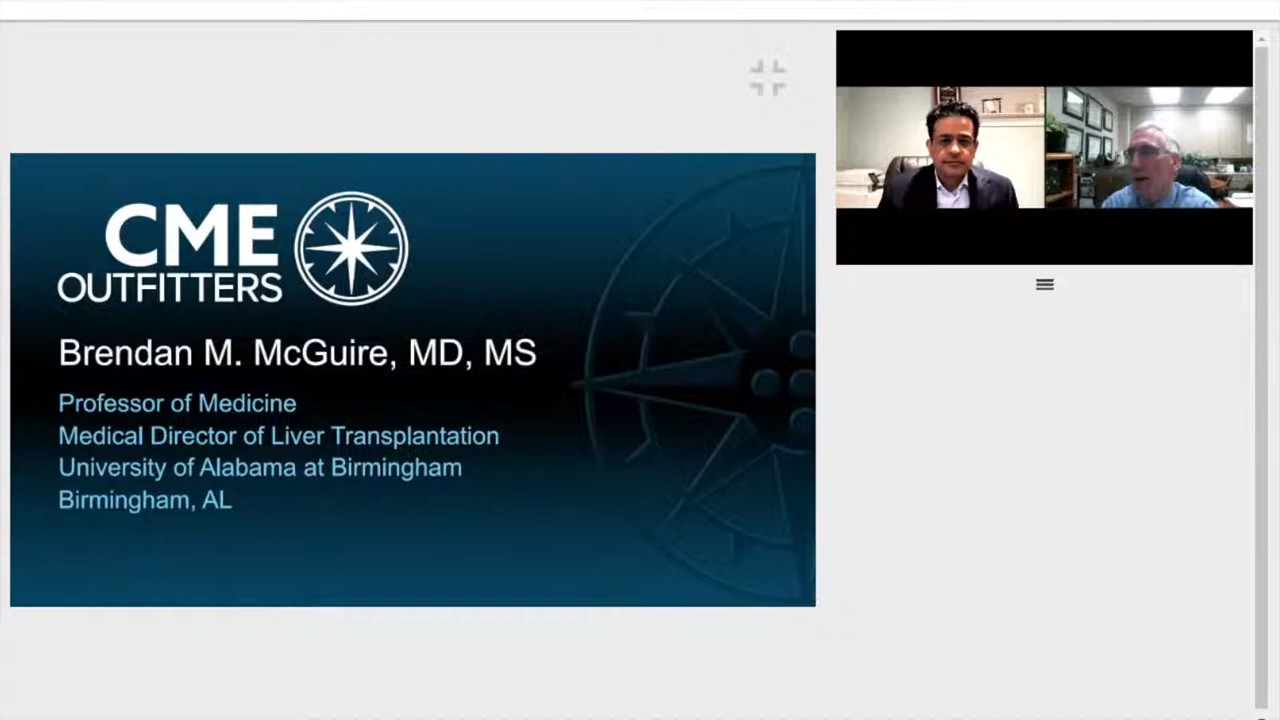 CME
OUTFITTERS
Brendan M. McGuire, MD, MS
Professor of Medicine
Medical Director of Liver Transplantation
University of Alabama at Birmingham
Birmingham, AL